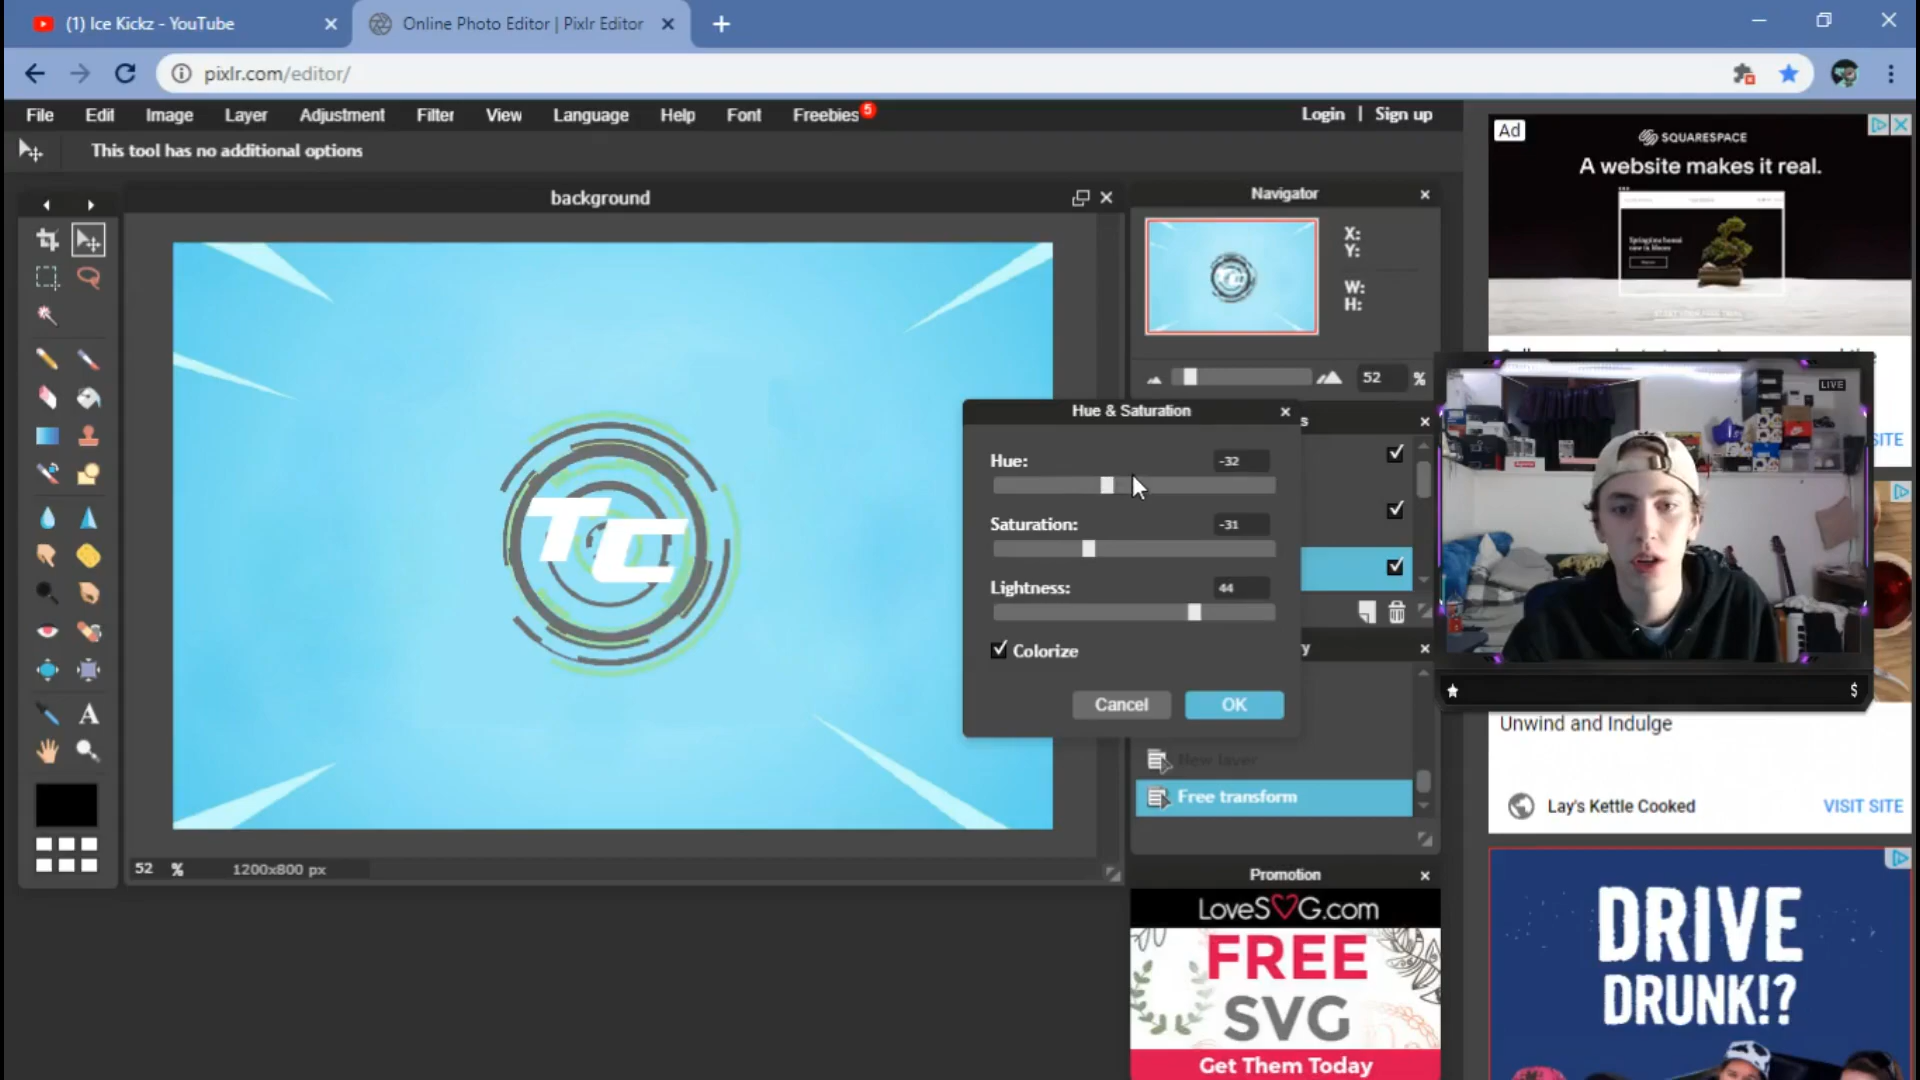 (1) Ice Kickz - YouTube
Online Photo Editor | Pixlr Editor
pixlr.com/editor/
File Edit Image Layer Adjustment Filter View Language Help Font Freebies 5
Login | Sign up
This tool has no additional options
background
Navigator
X:
Y:
W:
H:
52 %
TC
Hue & Saturation
Hue: -32
Saturation: -31
Lightness: 44
Colorize
Cancel OK
s
y
New layer
Free transform
A
52 % 1200x800 px
Promotion
LoveSVG.com
FREE
SVG
Get Them Today
Ad
SQUARESPACE
A website makes it real.
SITE
LIVE
$
Unwind and Indulge
Lay's Kettle Cooked VISIT SITE
DRIVE
DRUNK!?